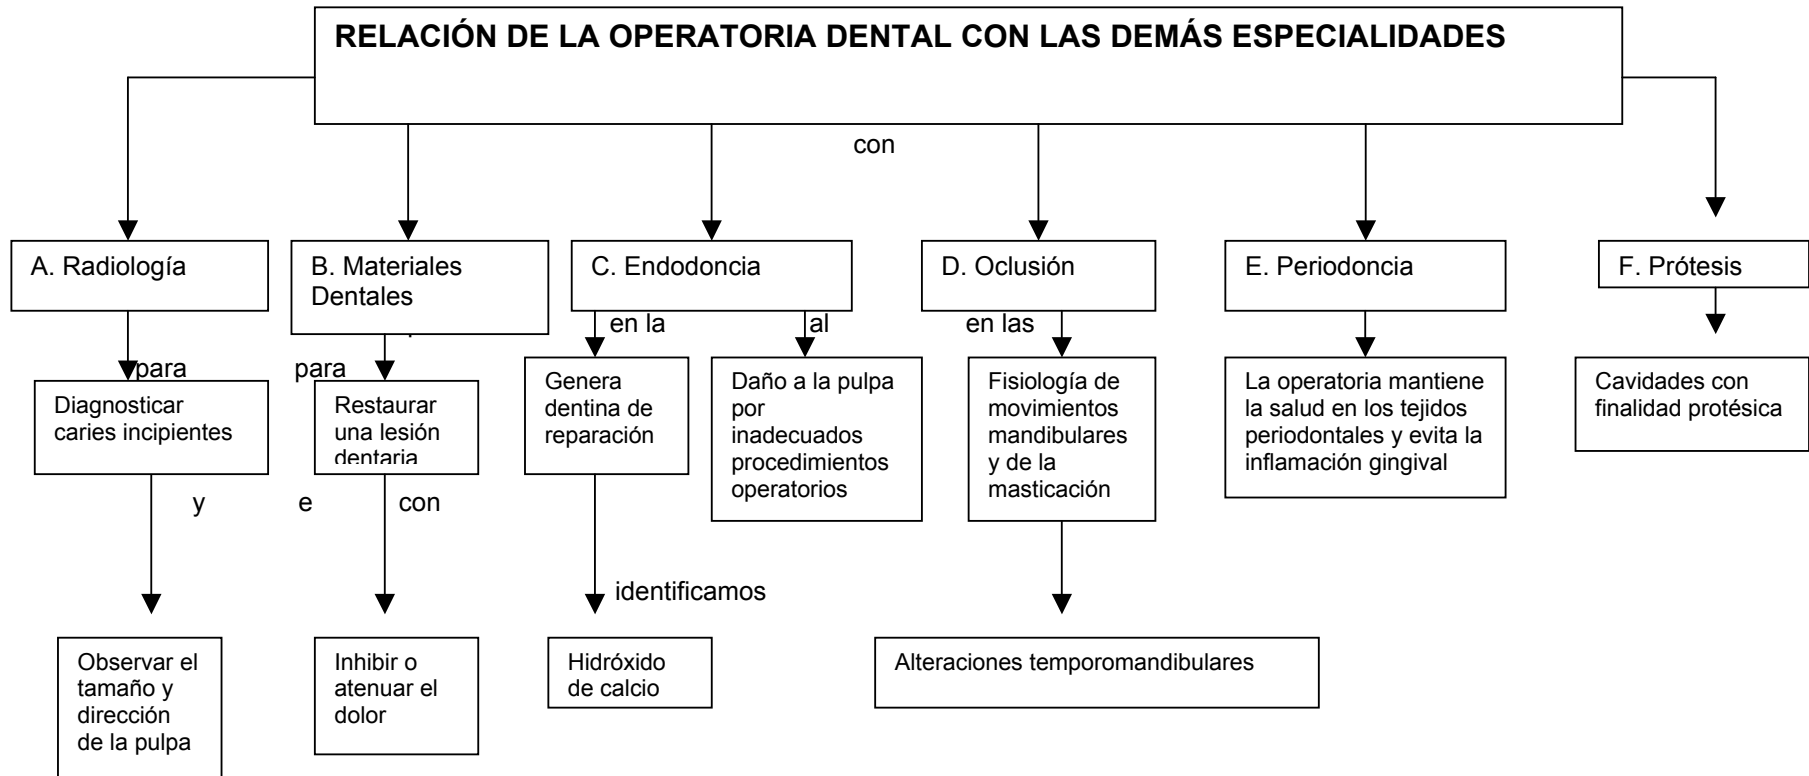 RELACIÓN DE LA OPERATORIA DENTAL CON LAS DEMÁS ESPECIALIDADES
con
A. Radiología
B. Materiales
Dentales
C. Endodoncia
D. Oclusión
E. Periodoncia
F. Prótesis
para
para
en la
al
en las
Diagnosticar
caries incipientes
Restaurar
una lesión
dentaria
Genera
dentina de
reparación
Daño a la pulpa
por
inadecuados
procedimientos
operatorios
Fisiología de
movimientos
mandibulares
y de la
masticación
La operatoria mantiene
la salud en los tejidos
periodontales y evita la
inflamación gingival
Cavidades con
finalidad protésica
y
e
con
identificamos
Observar el
tamaño y
dirección
de la pulpa
Inhibir o
atenuar el
dolor
Hidróxido
de calcio
Alteraciones temporomandibulares